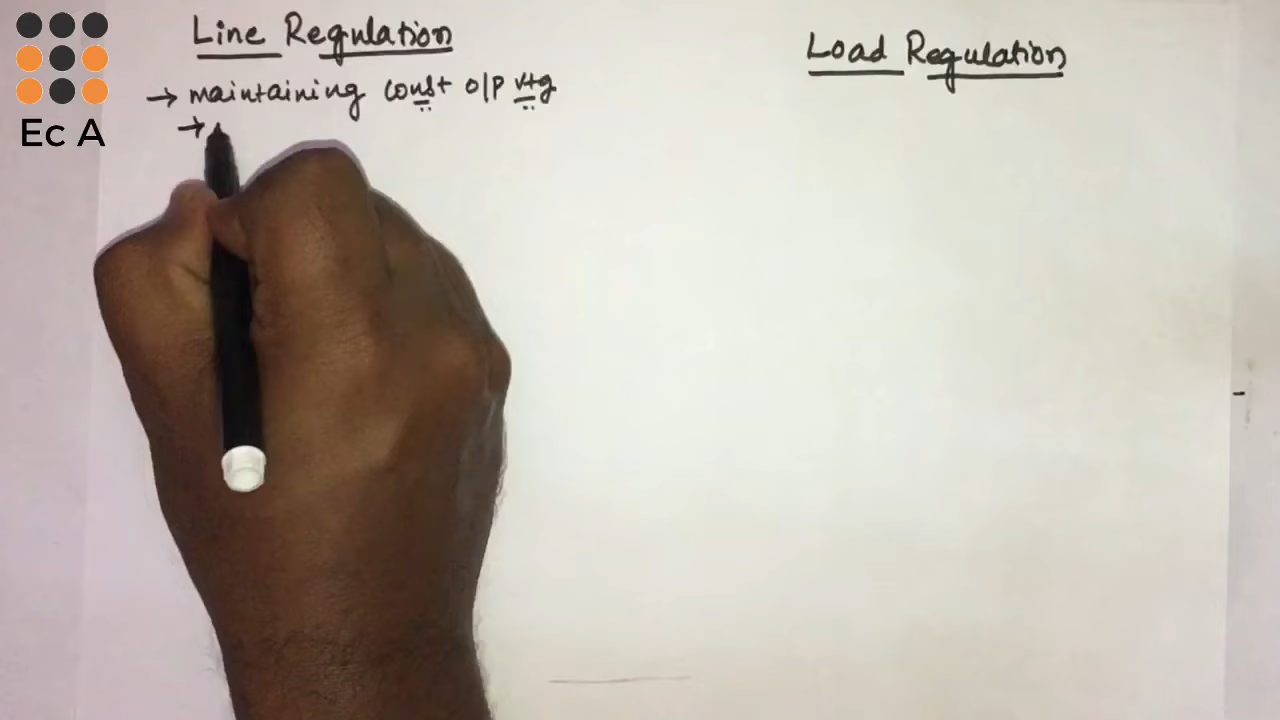 Line Regulation
→ maintaining const o/p vtg
→
Load Regulation
Ec A